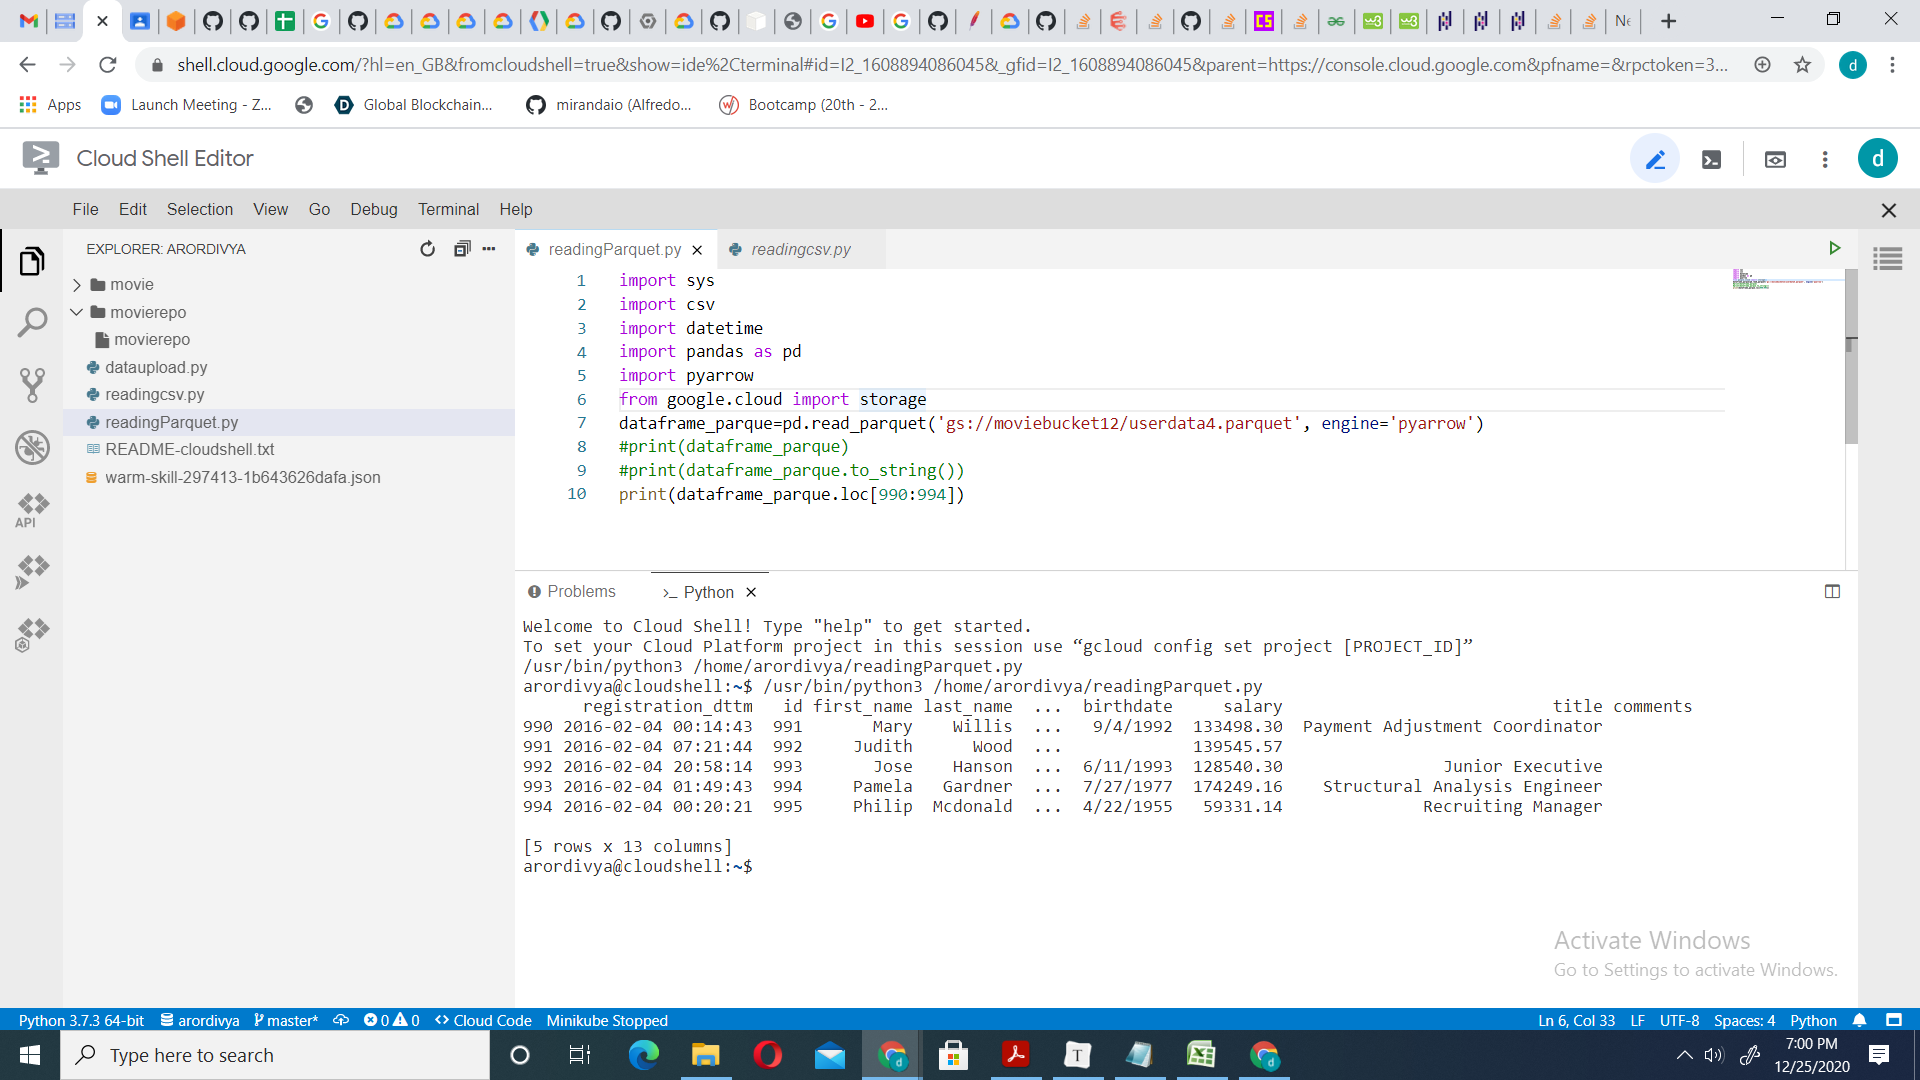 Ne
shell.cloud.google.com/?hl=en_GB&fromcloudshell=true&show=ide%2Cterminal#id=I2_1608894086045&_gfid=I2_1608894086045&parent=https://console.cloud.google.com&pfname=&rpctoken=3...
d
Apps Launch Meeting - Z... Global Blockchain... mirandaio (Alfredo... Bootcamp (20th - 2...
Cloud Shell Editor
d
File Edit Selection View Go Debug Terminal Help
EXPLORER: ARORDIVYA
movie
movierepo
movierepo
dataupload.py
readingcsv.py
readingParquet.py
README-cloudshell.txt
warm-skill-297413-1b643626dafa.json
API
readingParquet.py
readingcsv.py
1 import sys
2 import csv
3 import datetime
4 import pandas as pd
5 import pyarrow
6 from google.cloud import storage
7 dataframe_parque=pd.read_parquet('gs://moviebucket12/userdata4.parquet', engine='pyarrow')
8 #print(dataframe_parque)
9 #print(dataframe_parque.to_string())
10 print(dataframe_parque.loc[990:994])
Problems
>_ Python
Welcome to Cloud Shell! Type "help" to get started.
To set your Cloud Platform project in this session use “gcloud config set project [PROJECT_ID]”
/usr/bin/python3 /home/arordivya/readingParquet.py
arordivya@cloudshell:~$ /usr/bin/python3 /home/arordivya/readingParquet.py
registration_dttm id first_name last_name ... birthdate salary title comments
990 2016-02-04 00:14:43 991 Mary Willis ... 9/4/1992 133498.30 Payment Adjustment Coordinator
991 2016-02-04 07:21:44 992 Judith Wood ... 139545.57
992 2016-02-04 20:58:14 993 Jose Hanson ... 6/11/1993 128540.30 Junior Executive
993 2016-02-04 01:49:43 994 Pamela Gardner ... 7/27/1977 174249.16 Structural Analysis Engineer
994 2016-02-04 00:20:21 995 Philip Mcdonald ... 4/22/1955 59331.14 Recruiting Manager
[5 rows x 13 columns]
arordivya@cloudshell:~$
Activate Windows
Go to Settings to activate Windows.
Python 3.7.3 64-bit arordivya master* 0 0 Cloud Code Minikube Stopped
Ln 6, Col 33 LF UTF-8 Spaces: 4 Python
Type here to search
7:00 PM
12/25/2020